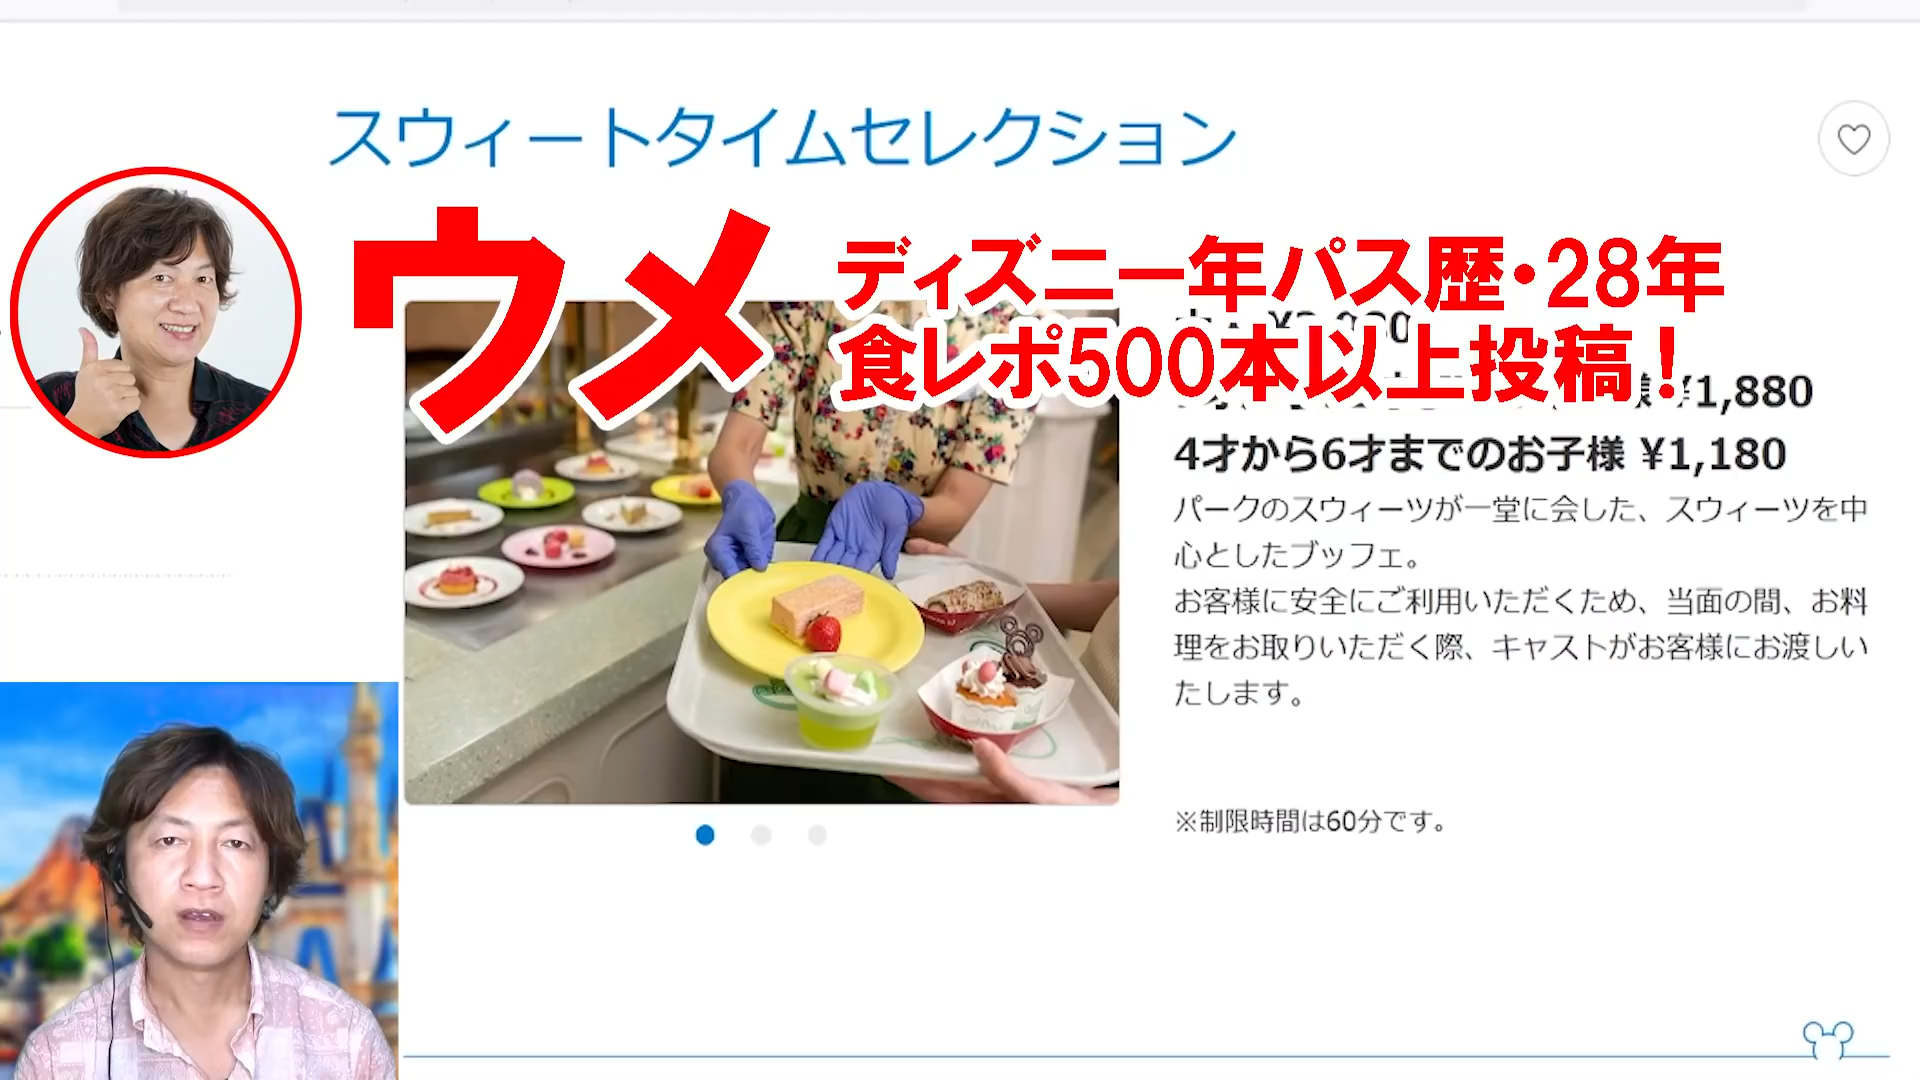 スウィートタイムセレクション
ウメ
ディズニー年パス歴・28年
食レポ500本以上投稿！
¥1,880
4才から6才までのお子様 ¥1,180
パークのスウィーツが一堂に会した、スウィーツを中
心としたブッフェ。
お客様に安全にご利用いただくため、当面の間、お料
理をお取りいただく際、キャストがお客様にお渡しい
たします。
※制限時間は60分です。